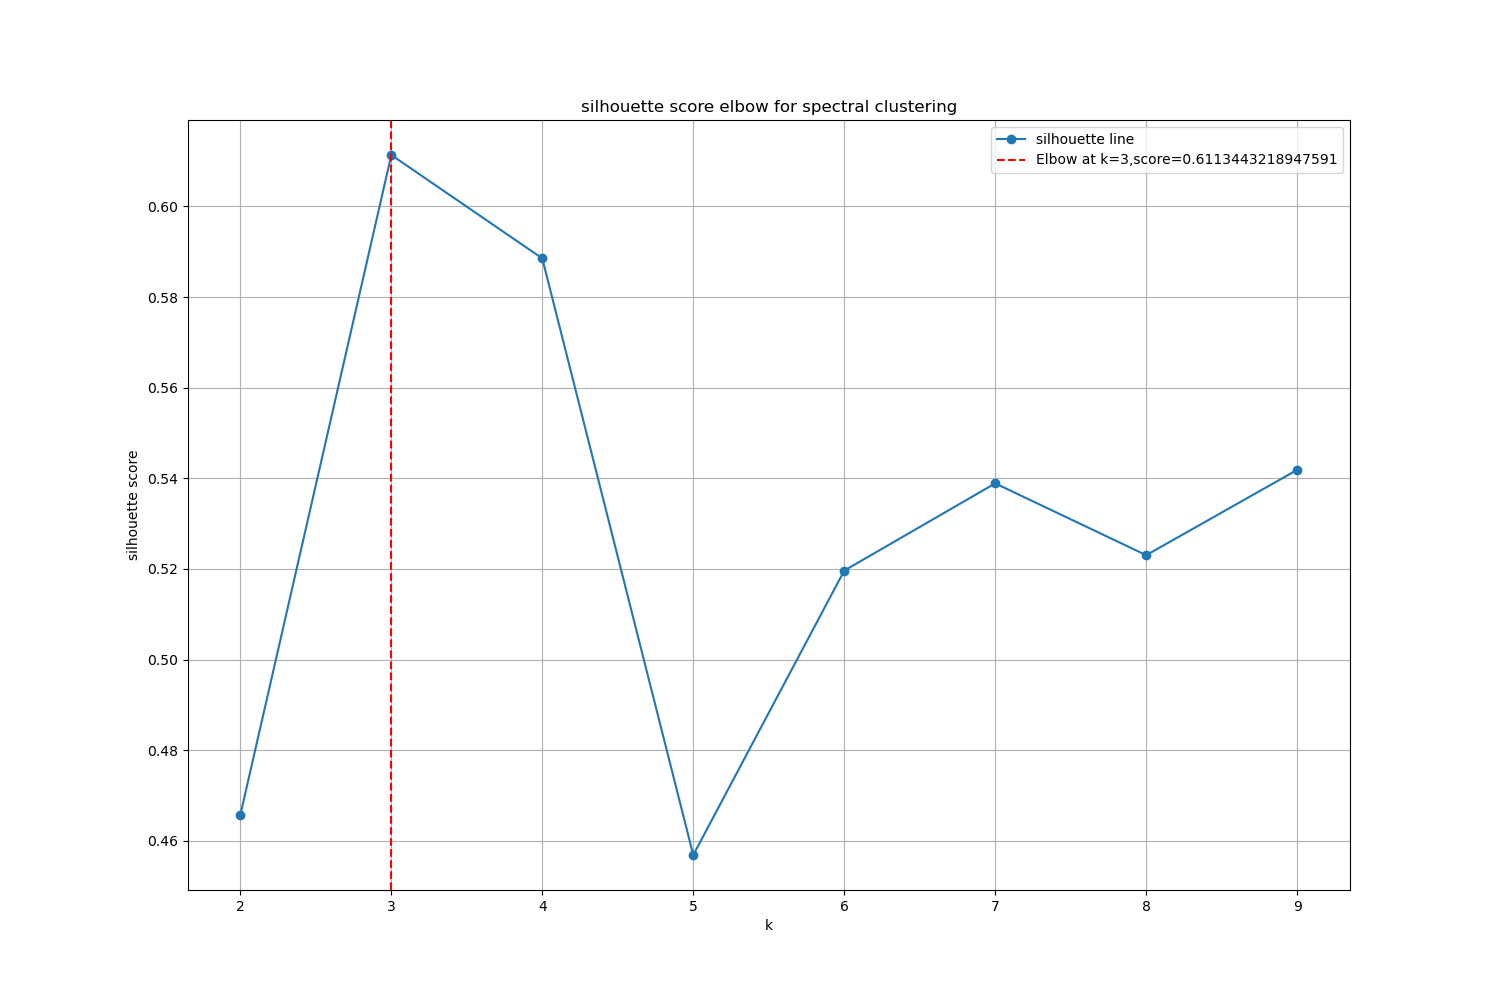 silhouette score elbow for spectral clustering
silhouette line
Elbow at k=3,score=0.6113443218947591
silhouette score
0.60
0.58
0.56
0.54
0.52
0.50
0.48
0.46
2 3 4 5 6 7 8 9
k